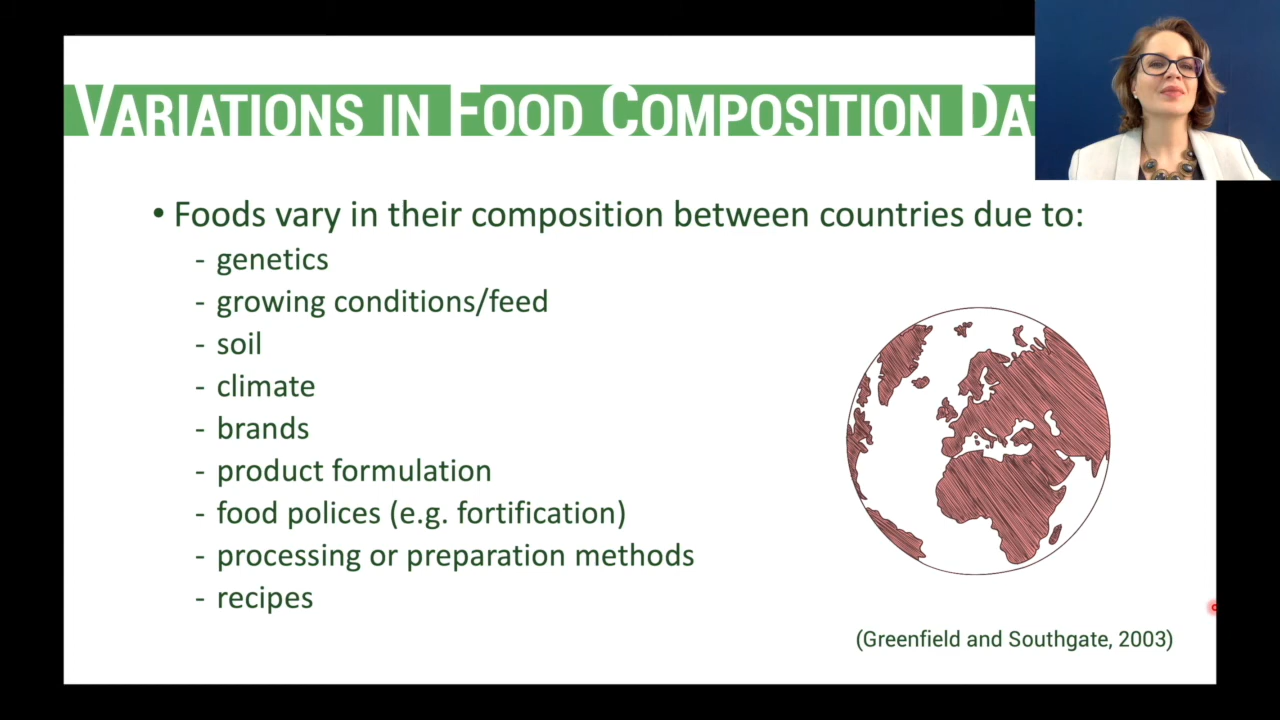 VARIATIONS IN FOOD COMPOSITION
• Foods vary in their composition between countries due to:
- genetics
- growing conditions/feed
- soil
- climate
- brands
- product formulation
- food polices (e.g. fortification)
- processing or preparation methods
- recipes
(Greenfield and Southgate, 2003)